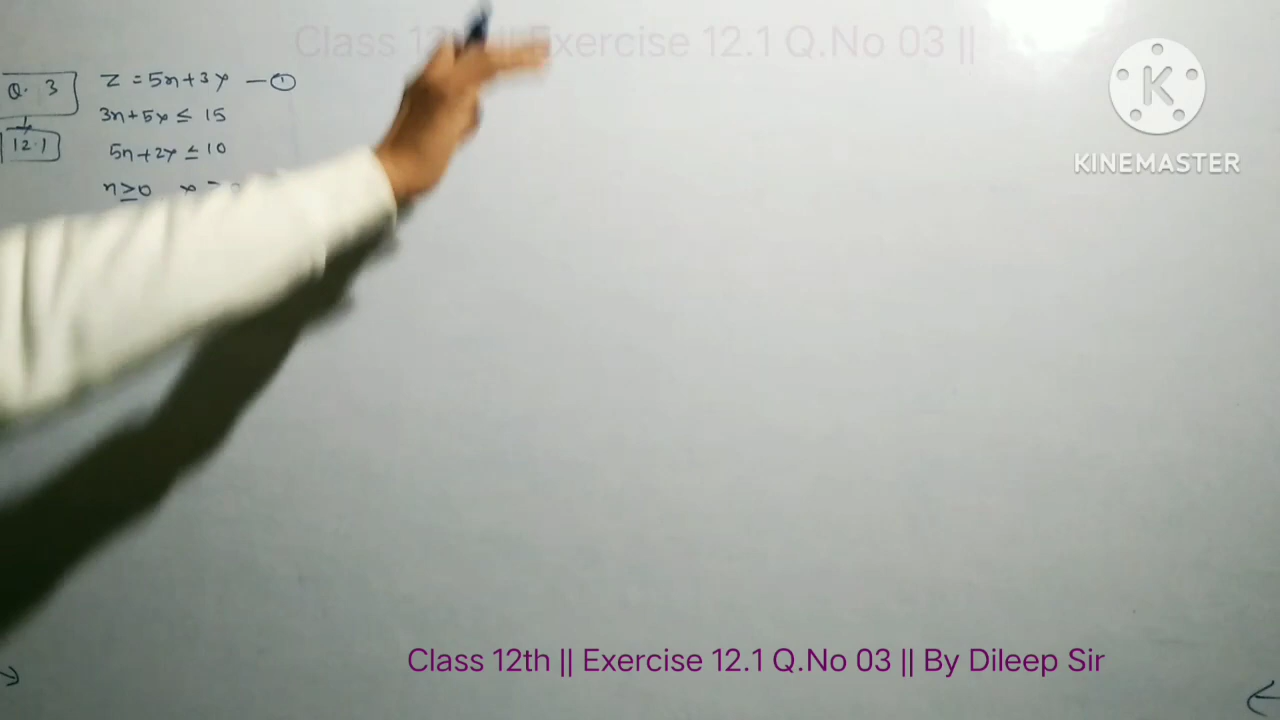 Class 12th || Exercise 12.1 Q.No 03 ||
Q. 3
12.1
Z = 5x + 3y — ①
3x + 5y ≤ 15
5x + 2y ≤ 10
x ≥ 0
KINEMASTER
Class 12th || Exercise 12.1 Q.No 03 || By Dileep Sir